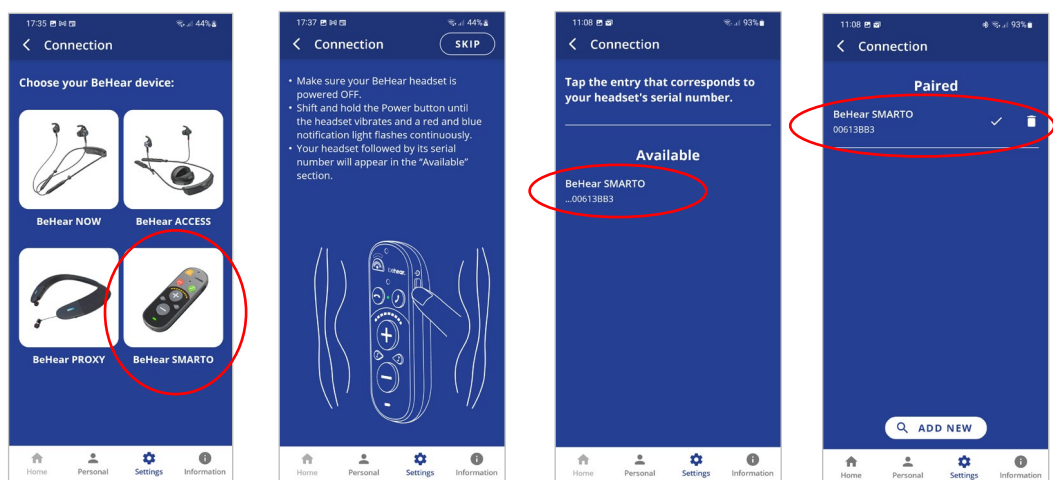 17:35 44%
Connection
Choose your BeHear device:
BeHear NOW BeHear ACCESS
BeHear PROXY BeHear SMARTO
Home Personal Settings Information
17:37 44%
Connection SKIP
• Make sure your BeHear headset is
powered OFF.
• Shift and hold the Power button until
the headset vibrates and a red and blue
notification light flashes continuously.
• Your headset followed by its serial
number will appear in the “Available”
section.
behear.
Home Personal Settings Information
11:08 93%
Connection
Tap the entry that corresponds to
your headset's serial number.
Available
BeHear SMARTO
...00613BB3
Home Personal Settings Information
11:08 93%
Connection
Paired
BeHear SMARTO
00613BB3
ADD NEW
Home Personal Settings Information